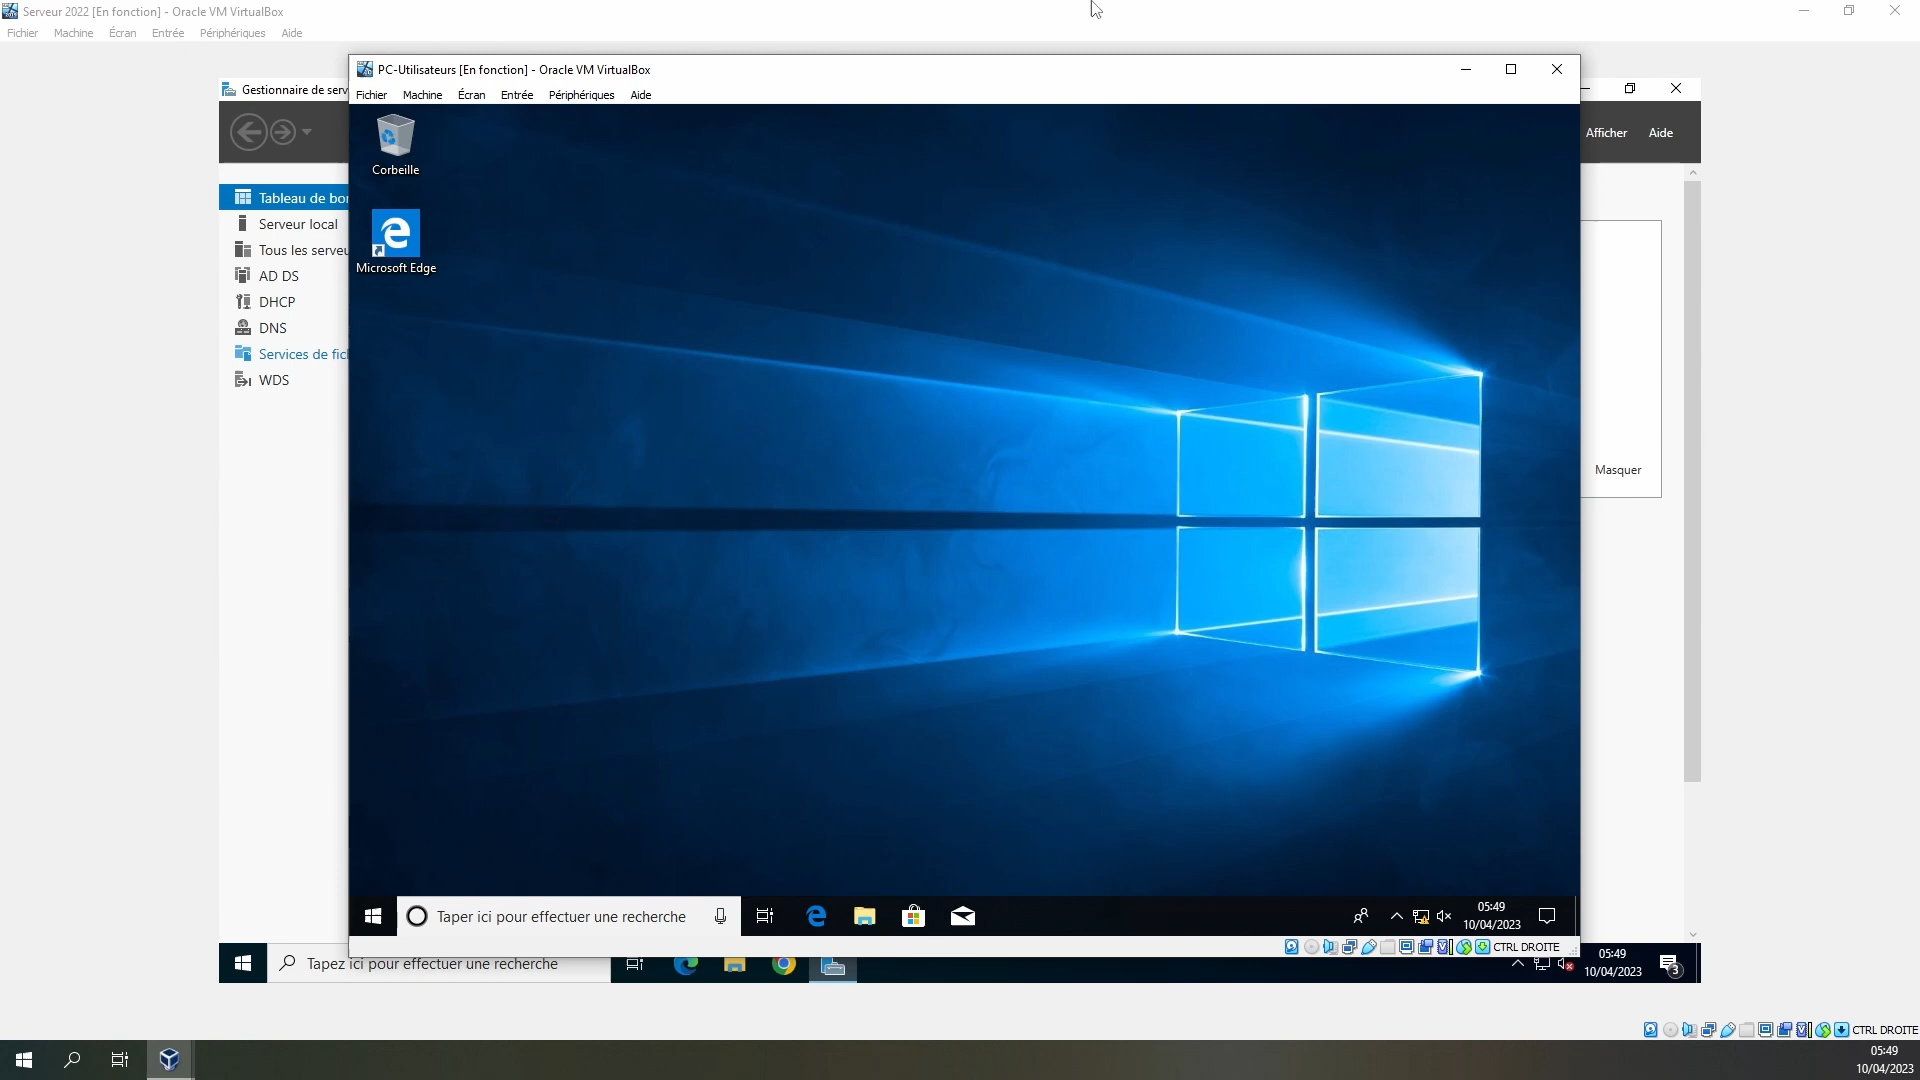 Serveur 2022 [En fonction] - Oracle VM VirtualBox
Fichier Machine Écran Entrée Périphériques Aide
PC-Utilisateurs [En fonction] - Oracle VM VirtualBox
Fichier Machine Écran Entrée Périphériques Aide
Gestionnaire de serv
Afficher Aide
Corbeille
Microsoft Edge
Tableau de bor
Serveur local
Tous les serveu
AD DS
DHCP
DNS
Services de fich
WDS
Masquer
Taper ici pour effectuer une recherche
05:49
10/04/2023
CTRL DROITE
Tapez ici pour effectuer une recherche
05:49
10/04/2023
3
CTRL DROITE
05:49
10/04/2023